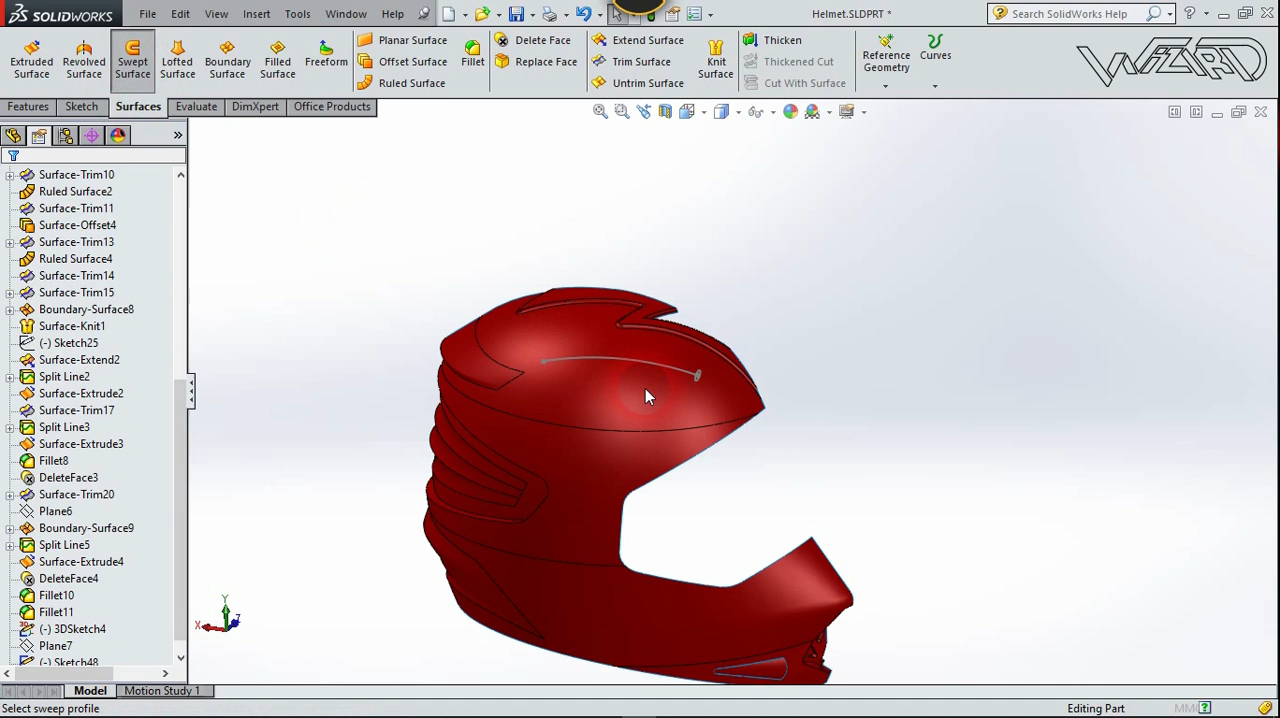 SOLIDWORKS File Edit View Insert Tools Window Help Helmet.SLDPRT * Search SolidWorks Help
Extruded Surface Revolved Surface Swept Surface Lofted Surface Boundary Surface Filled Surface Freeform
Planar Surface
Offset Surface
Ruled Surface
Fillet
Delete Face
Replace Face
Extend Surface
Trim Surface
Untrim Surface
Knit Surface
Thicken
Thickened Cut
Cut With Surface
Reference Geometry
Curves
WIZARD
Features Sketch Surfaces Evaluate DimXpert Office Products
Surface-Trim10
Ruled Surface2
Surface-Trim11
Surface-Offset4
Surface-Trim13
Ruled Surface4
Surface-Trim14
Surface-Trim15
Boundary-Surface8
Surface-Knit1
(-) Sketch25
Surface-Extend2
Split Line2
Surface-Extrude2
Surface-Trim17
Split Line3
Surface-Extrude3
Fillet8
DeleteFace3
Surface-Trim20
Plane6
Boundary-Surface9
Split Line5
Surface-Extrude4
DeleteFace4
Fillet10
Fillet11
(-) 3DSketch4
Plane7
(-) Sketch48
Y
X
Z
Model Motion Study 1
Select sweep profile Editing Part